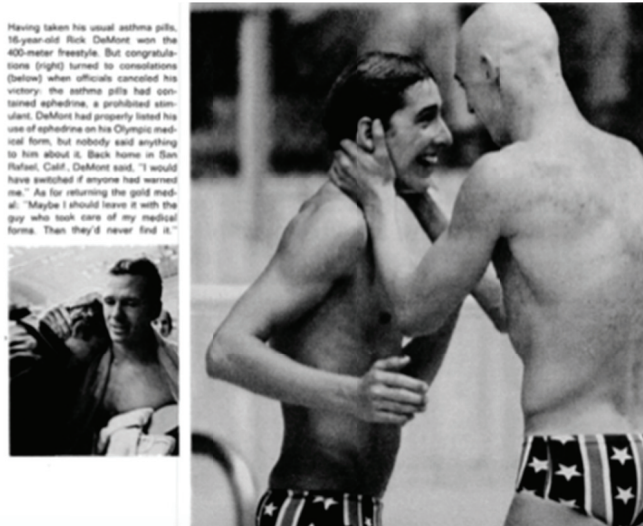 Having taken his usual asthma pills,
16-year-old Rick DeMont won the
400-meter freestyle. But congratula-
tions (right) turned to consolations
(below) when officials canceled his
victory: the asthma pills had con-
tained ephedrine, a prohibited stim-
ulant. DeMont had properly listed his
use of ephedrine on his Olympic med-
ical form, but nobody said anything
to him about it. Back home in San
Rafael, Calif., DeMont said, "I would
have switched if anyone had warned
me." As for returning the gold med-
al: "Maybe I should leave it with the
guy who took care of my medical
forms. Then they'd never find it."